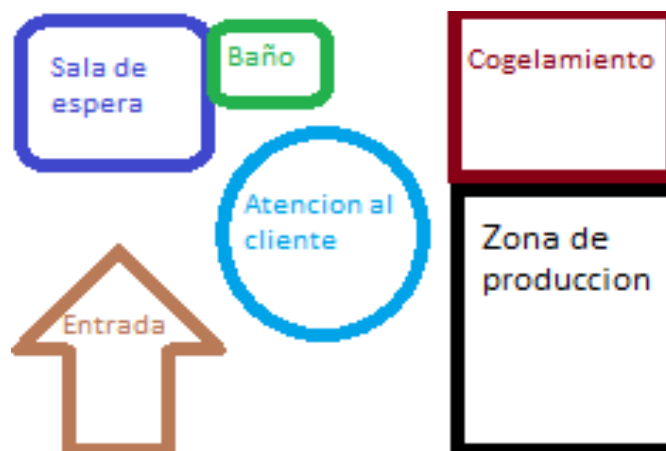 Sala de
espera
Baño
Cogelamiento
Atencion al
cliente
Zona de
produccion
Entrada